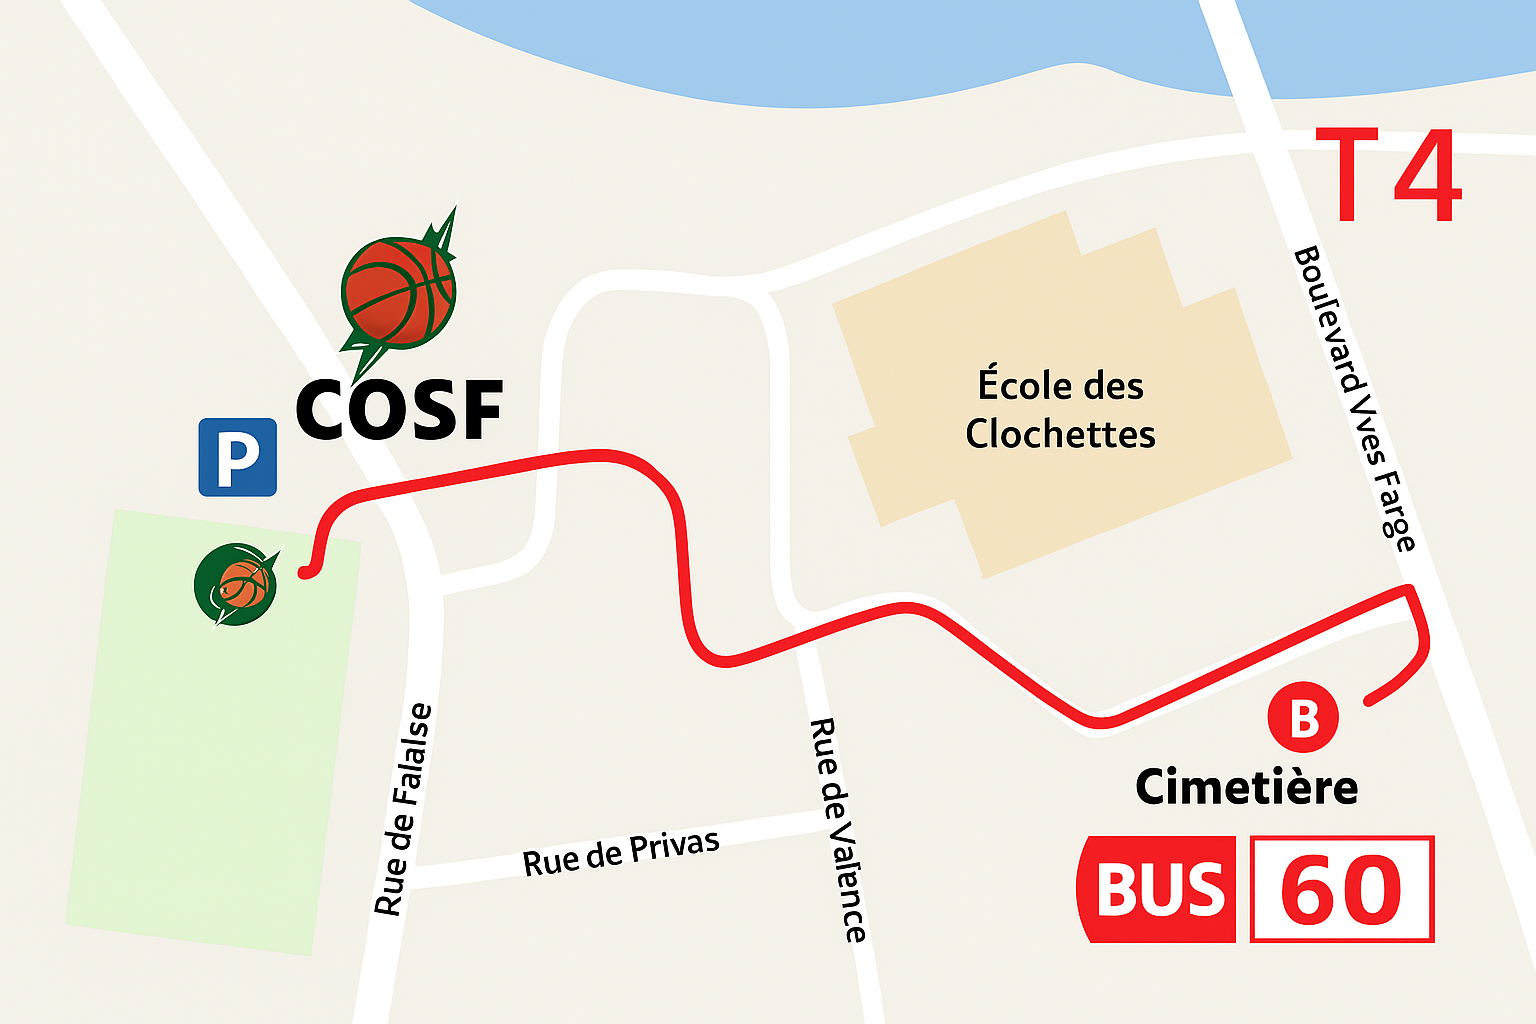 T4
Boulevard Vves Farge
COSF
P
École des
Clochettes
Rue de Falalse
Rue de Valence
Rue de Privas
B
Cimetière
BUS 60